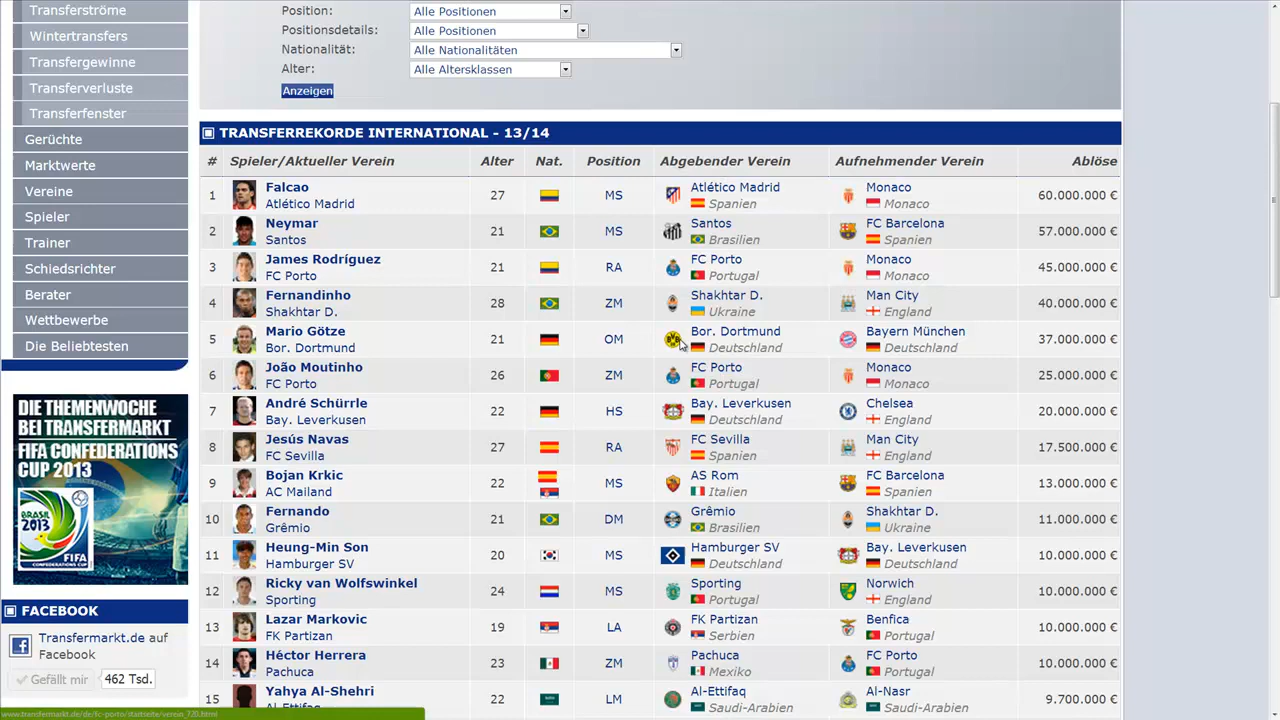 Transferströme
Wintertransfers
Transfergewinne
Transferverluste
Transferfenster
Gerüchte
Marktwerte
Vereine
Spieler
Trainer
Schiedsrichter
Berater
Wettbewerbe
Die Beliebtesten
DIE THEMENWOCHE
BEI TRANSFERMARKT
FIFA CONFEDERATIONS
CUP 2013
BRASIL
2013
FIFA
CONFEDERATIONS
CUP
FACEBOOK
Transfermarkt.de auf
Facebook
Gefällt mir 462 Tsd.
Position: Alle Positionen
Positionsdetails: Alle Positionen
Nationalität: Alle Nationalitäten
Alter: Alle Altersklassen
Anzeigen
TRANSFERREKORDE INTERNATIONAL - 13/14
# Spieler/Aktueller Verein Alter Nat. Position Abgebender Verein Aufnehmender Verein Ablöse
1 Falcao 27 MS Atlético Madrid Monaco 60.000.000 €
Atlético Madrid Spanien Monaco
2 Neymar 21 MS Santos FC Barcelona 57.000.000 €
Santos Brasilien Spanien
3 James Rodríguez 21 RA FC Porto Monaco 45.000.000 €
FC Porto Portugal Monaco
4 Fernandinho 28 ZM Shakhtar D. Man City 40.000.000 €
Shakhtar D. Ukraine England
5 Mario Götze 21 OM Bor. Dortmund Bayern München 37.000.000 €
Bor. Dortmund Deutschland Deutschland
6 João Moutinho 26 ZM FC Porto Monaco 25.000.000 €
FC Porto Portugal Monaco
7 André Schürrle 22 HS Bay. Leverkusen Chelsea 20.000.000 €
Bay. Leverkusen Deutschland England
8 Jesús Navas 27 RA FC Sevilla Man City 17.500.000 €
FC Sevilla Spanien England
9 Bojan Krkic 22 MS AS Rom FC Barcelona 13.000.000 €
AC Mailand Italien Spanien
10 Fernando 21 DM Grêmio Shakhtar D. 11.000.000 €
Grêmio Brasilien Ukraine
11 Heung-Min Son 20 MS Hamburger SV Bay. Leverkusen 10.000.000 €
Hamburger SV Deutschland Deutschland
12 Ricky van Wolfswinkel 24 MS Sporting Norwich 10.000.000 €
Sporting Portugal England
13 Lazar Markovic 19 LA FK Partizan Benfica 10.000.000 €
FK Partizan Serbien Portugal
14 Héctor Herrera 23 ZM Pachuca FC Porto 10.000.000 €
Pachuca Mexiko Portugal
15 Yahya Al-Shehri 22 LM Al-Ettifaq Al-Nasr 9.700.000 €
Al-Ettifaq Saudi-Arabien Saudi-Arabien
www.transfermarkt.de/de/fc-porto/startseite/verein_720.html